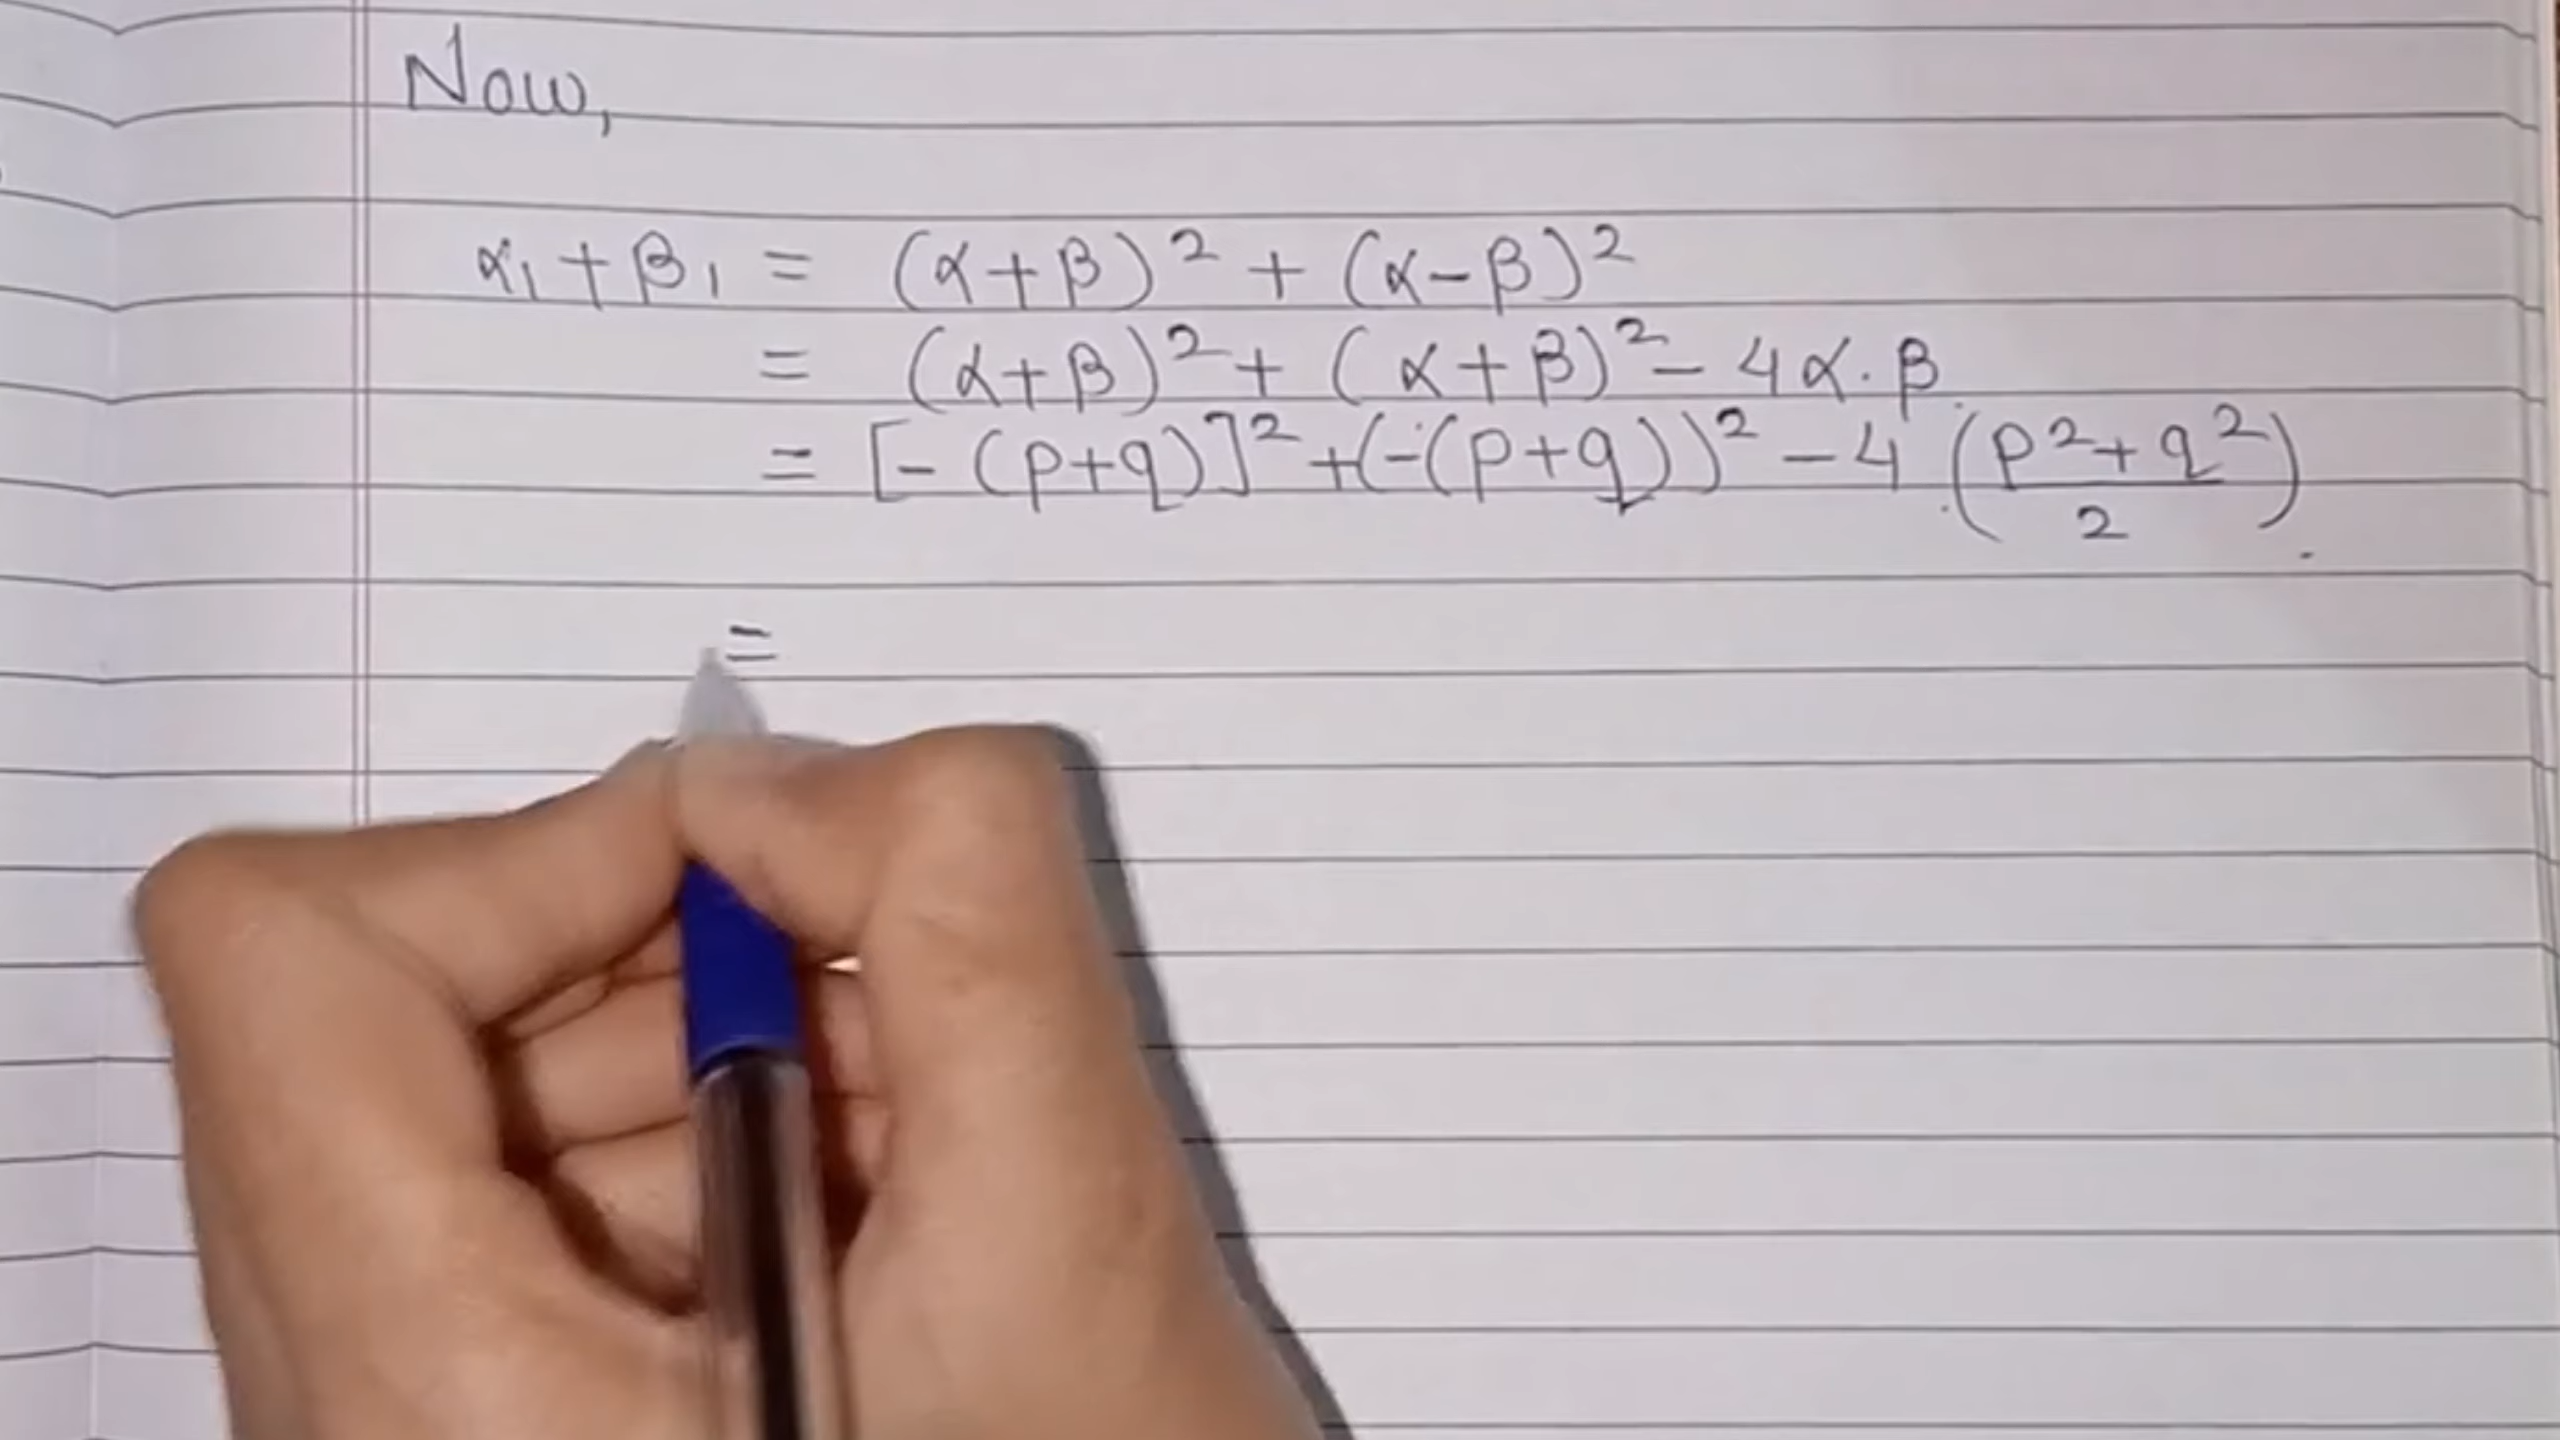 Now,
α₁ + β₁ = (α+β)² + (α-β)²
= (α+β)² + (α+β)² - 4α.β.
= [-(p+q)]² + (-(p+q))² - 4 (p²+q²/2)
=